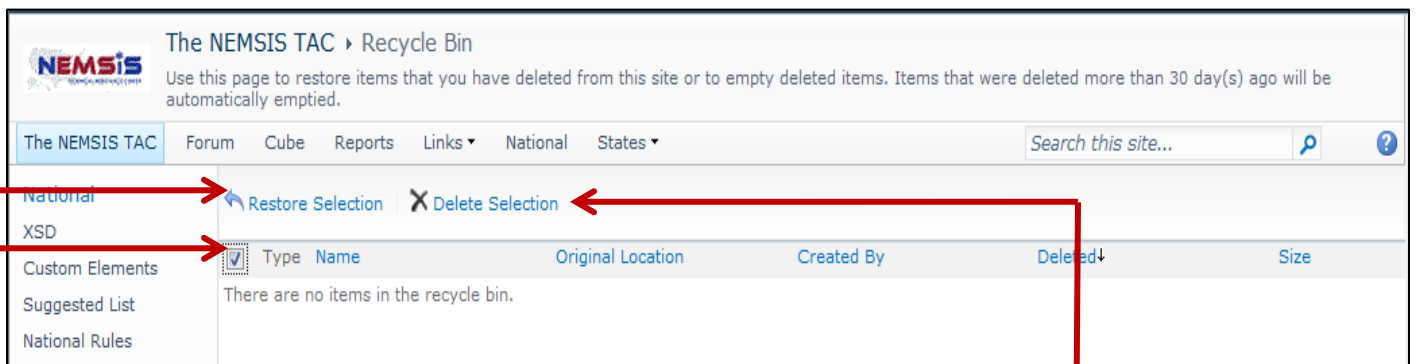 The NEMSIS TAC ▸ Recycle Bin
NEMSIS
Use this page to restore items that you have deleted from this site or to empty deleted items. Items that were deleted more than 30 day(s) ago will be
automatically emptied.
The NEMSIS TAC Forum Cube Reports Links National States Search this site...
National
Restore Selection Delete Selection
XSD
Type Name Original Location Created By Deleted Size
Custom Elements
There are no items in the recycle bin.
Suggested List
National Rules